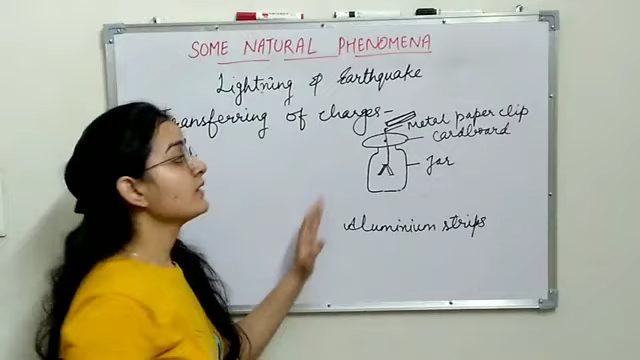 SOME NATURAL PHENOMENA
Lightning & Earthquake
Transferring of charges-
Metal paper clip
Cardboard
Jar
Aluminium strips